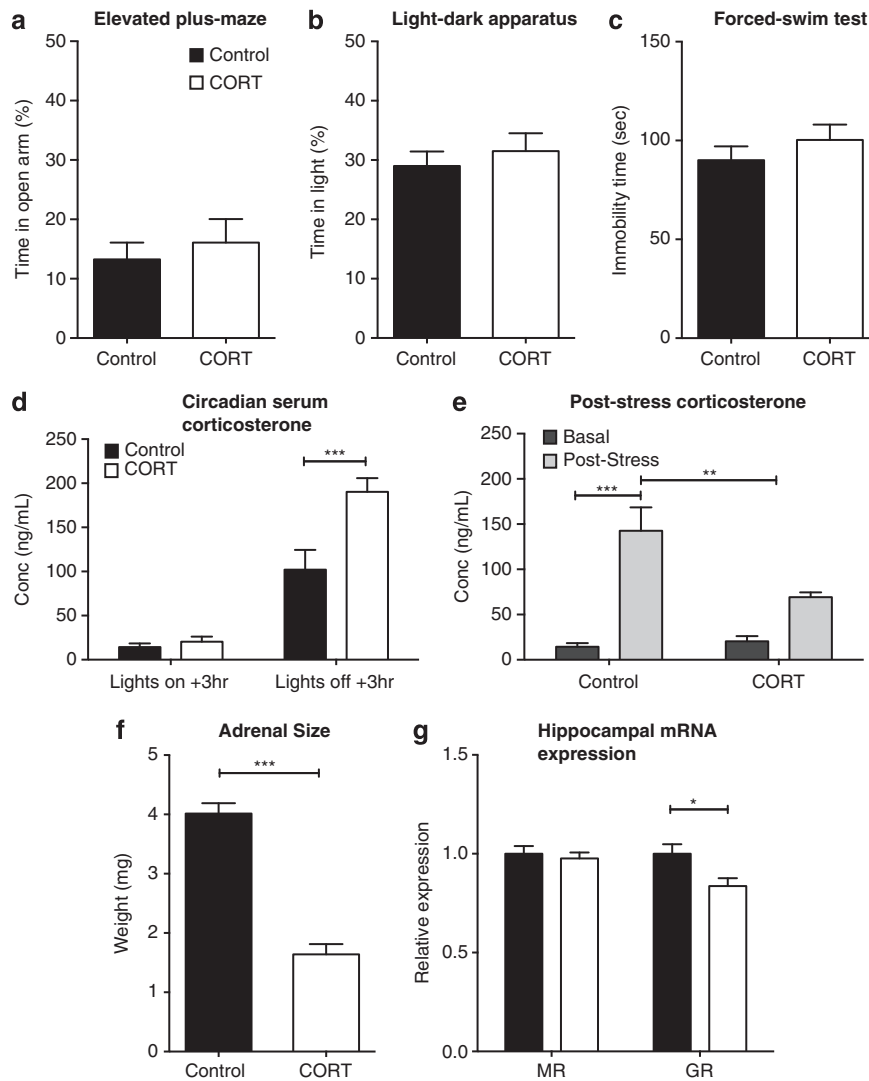 a Elevated plus-maze
50
40
30
20
10
0
Time in open arm (%)
Control
CORT
Control
CORT
b Light-dark apparatus
50
40
30
20
10
0
Time in light (%)
Control
CORT
c Forced-swim test
150
100
50
0
Immobility time (sec)
Control
CORT
d Circadian serum
corticosterone
250
200
150
100
50
0
Conc (ng/mL)
Control
CORT
***
Lights on +3hr
Lights off +3hr
e Post-stress corticosterone
250
200
150
100
50
0
Conc (ng/mL)
Basal
Post-Stress
***
**
Control
CORT
f Adrenal Size
5
4
3
2
1
0
Weight (mg)
***
Control
CORT
g Hippocampal mRNA
expression
1.5
1.0
0.5
0.0
Relative expression
*
MR
GR